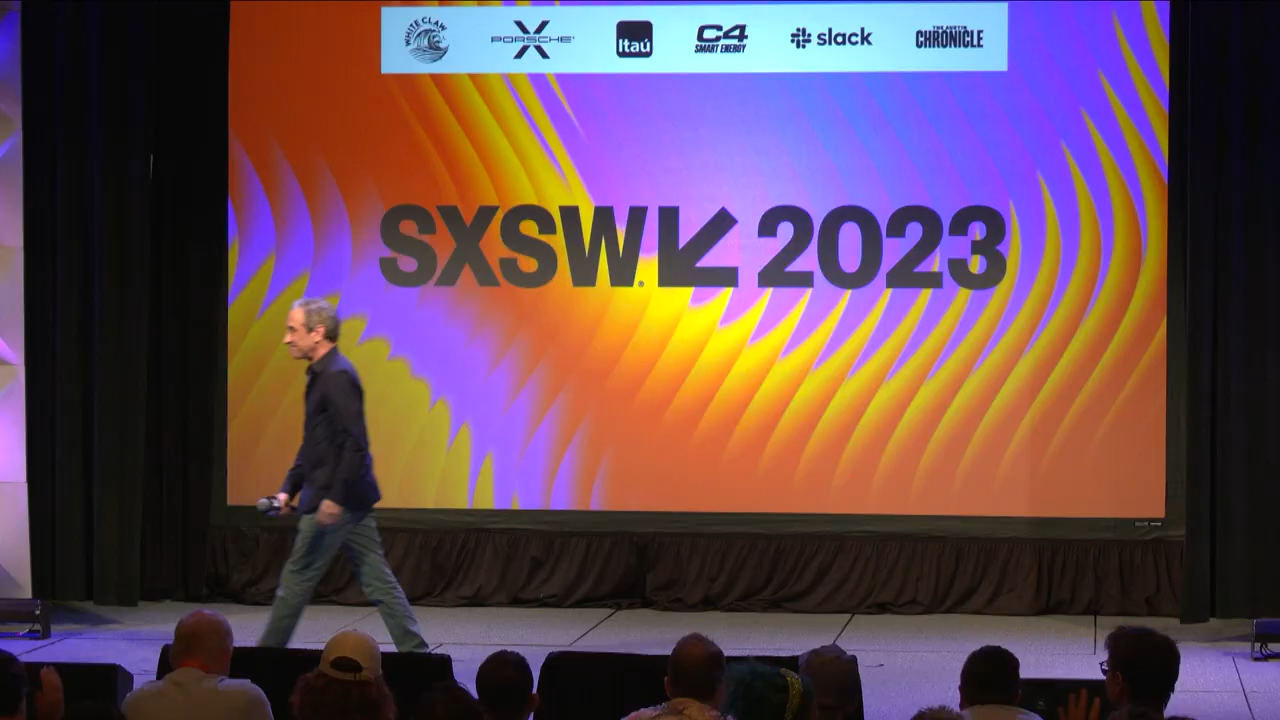 WHITE CLAW
PORSCHE
Itaú
C4
SMART ENERGY
slack
THE AUSTIN
CHRONICLE
SXSW® 2023